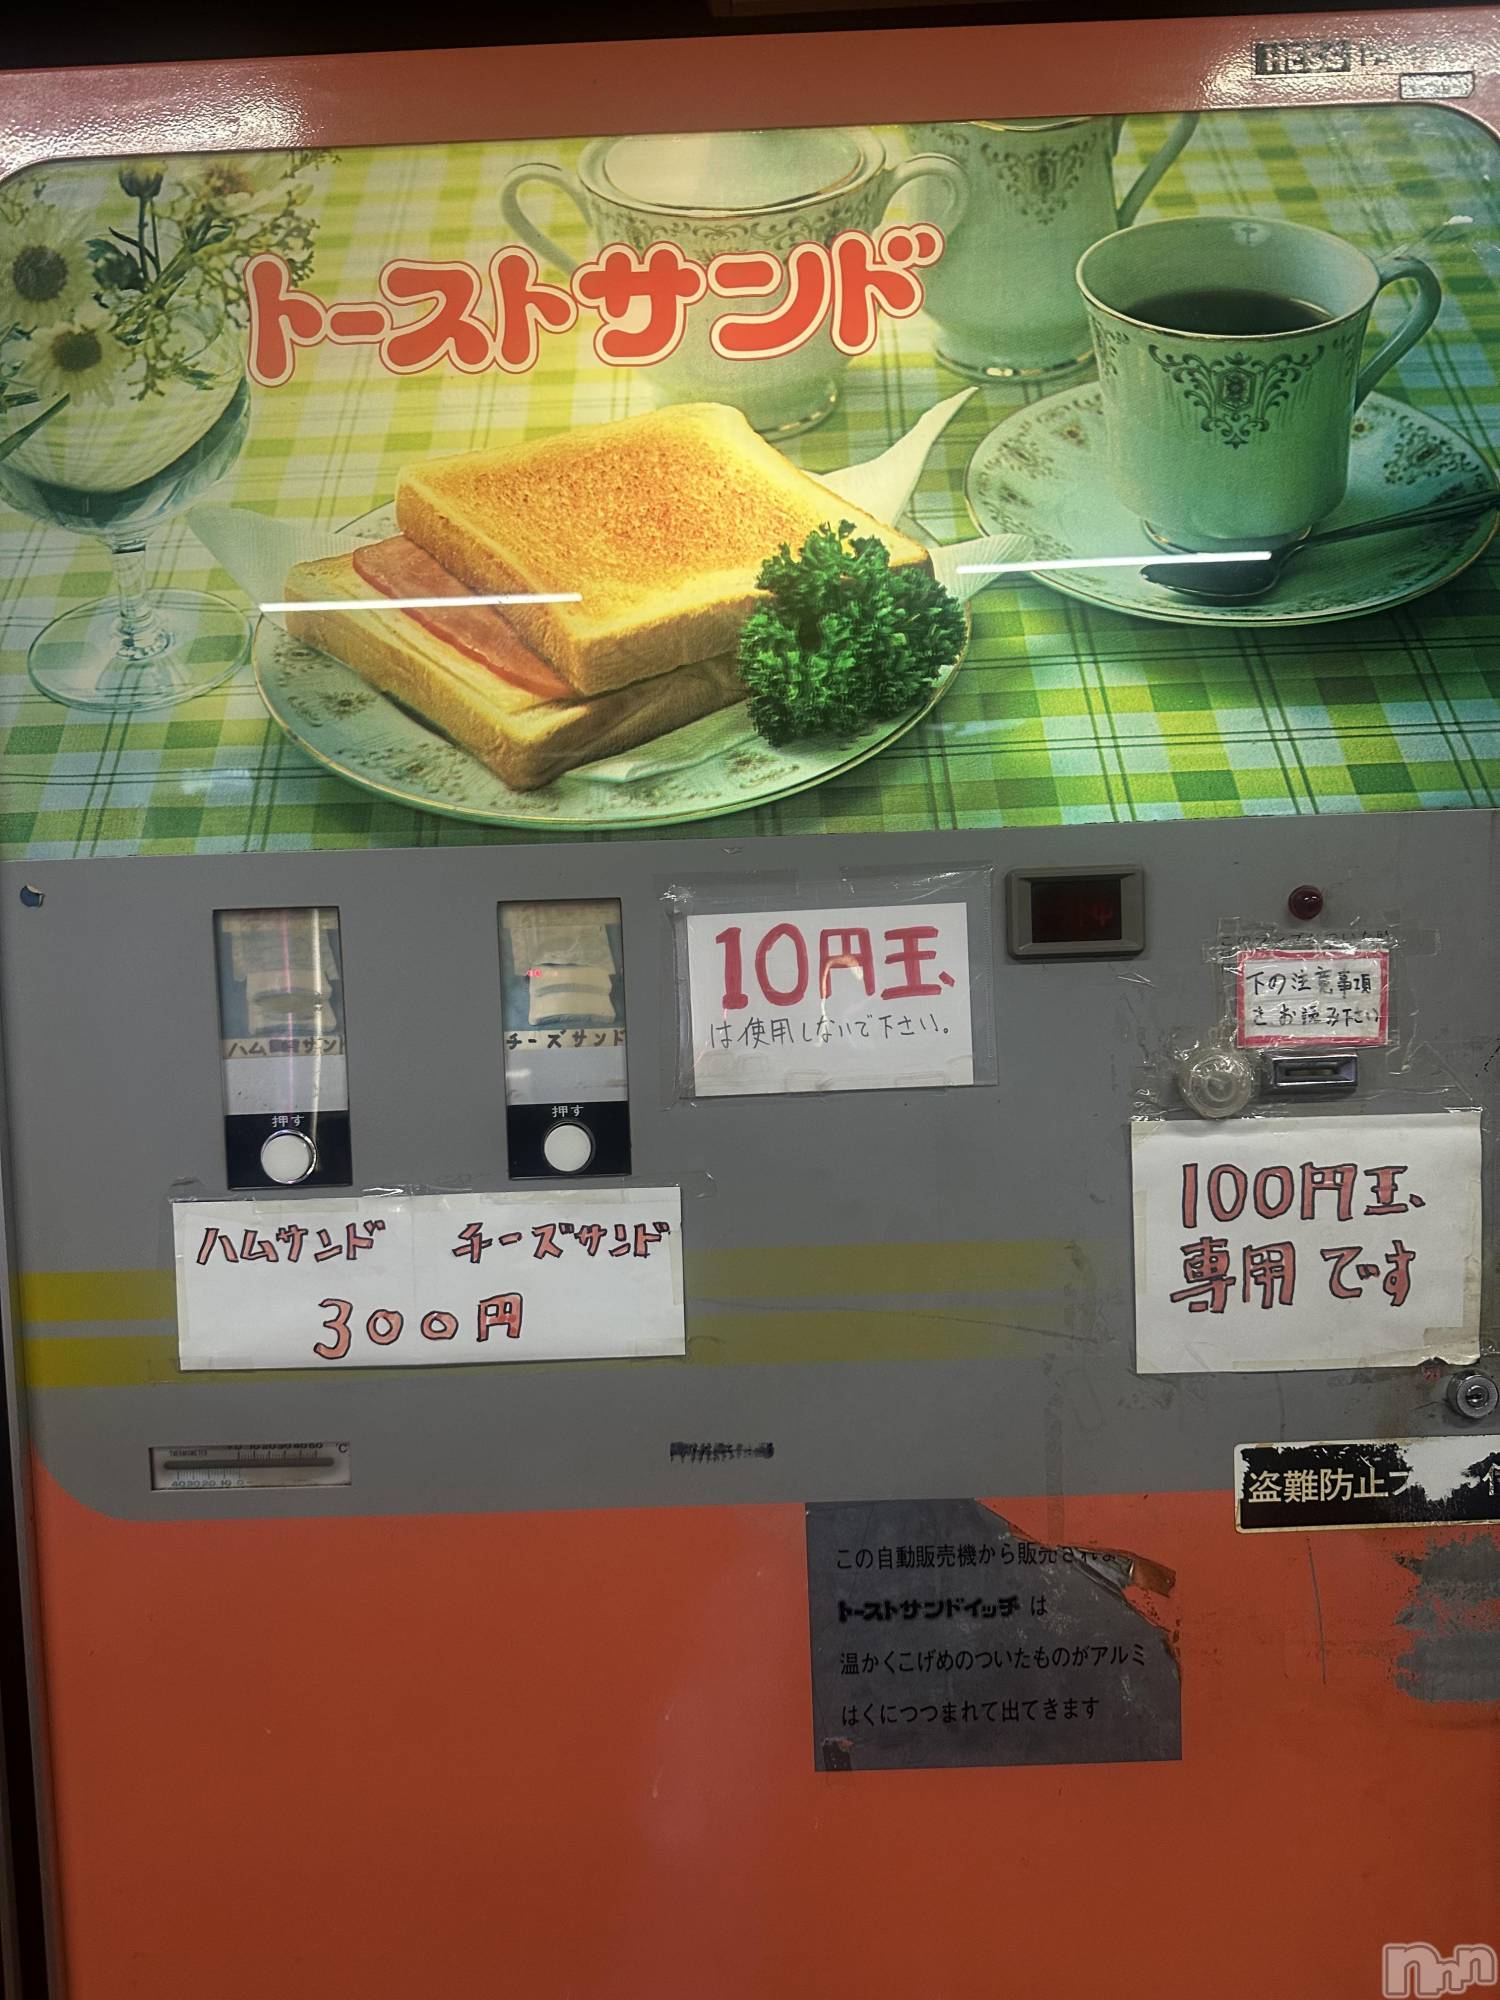 トーストサンド
10円玉、
は使用しないで下さい。
下の注意事項
をお読み下さい
ハムサンド
チーズサンド
押す
押す
100円玉、
専用です
ハムサンド チーズサンド
300円
THERMOMETER
℃
盗難防止
この自動販売機から販売されま
トーストサンドイッチ は
温かくこげめのついたものがアルミ
はくにつつまれて出てきます